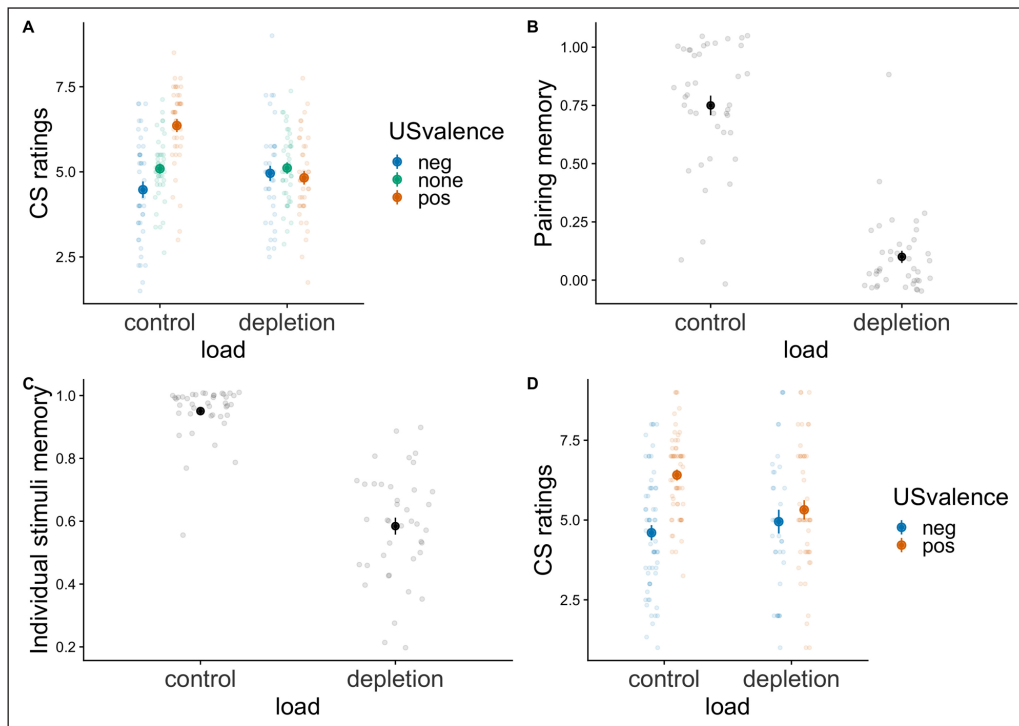 A
CS ratings
7.5
5.0
2.5
control
depletion
load
USvalence
neg
none
pos
B
Pairing memory
1.00
0.75
0.50
0.25
0.00
control
depletion
load
C
Individual stimuli memory
1.0
0.8
0.6
0.4
0.2
control
depletion
load
D
CS ratings
7.5
5.0
2.5
control
depletion
load
USvalence
neg
pos